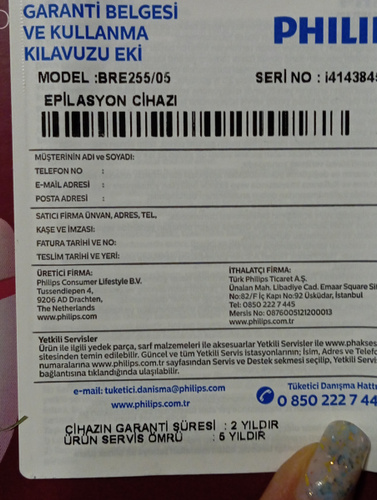 GARANTİ BELGESİ
VE KULLANMA
KILAVUZU EKİ
PHILI
MODEL :BRE255/05
SERİ NO : i4143845
EPİLASYON CİHAZI
MÜŞTERİNİN ADI ve SOYADI:
TELEFON NO :
E-MAİL ADRESİ :
POSTA ADRESİ :
SATICI FİRMA ÜNVAN, ADRES, TEL,
KAŞE VE İMZASI:
FATURA TARİHİ VE NO:
TESLİM TARİHİ VE YERİ:
ÜRETİCİ FİRMA:
Philips Consumer Lifestyle B.V.
Tussendiepen 4,
9206 AD Drachten,
The Netherlands
www.philips.com
İTHALATÇI FİRMA:
Türk Philips Ticaret A.Ş.
Ünalan Mah. Libadiye Cad. Emaar Square Si
No:82/F İç Kapı No:92 Üsküdar, İstanbul
Tel: 0850 222 7 445
Mersis No: 0876005121200013
www.philips.com.tr
Yetkili Servisler
Ürün ile ilgili yedek parça, sarf malzemeleri ile aksesuarlar Yetkili Servisler ile www.phakses
sitesinden temin edilebilir. Güncel ve tüm Yetkili Servis istasyonlarının; İsim, Adres ve Telef
numaralarına www.philips.com.tr sayfasından Servis ve Destek sekmesi seçilip, Yetkili Servi
bağlantısına tıklandığında ulaşılabilir.
e-mail: tuketici.danisma@philips.com
www.philips.com.tr
Tüketici Danışma Hatt
0 850 222 7 44
CİHAZIN GARANTİ SÜRESİ : 2 YILDIR
ÜRÜN SERVİS ÖMRÜ : 5 YILDIR